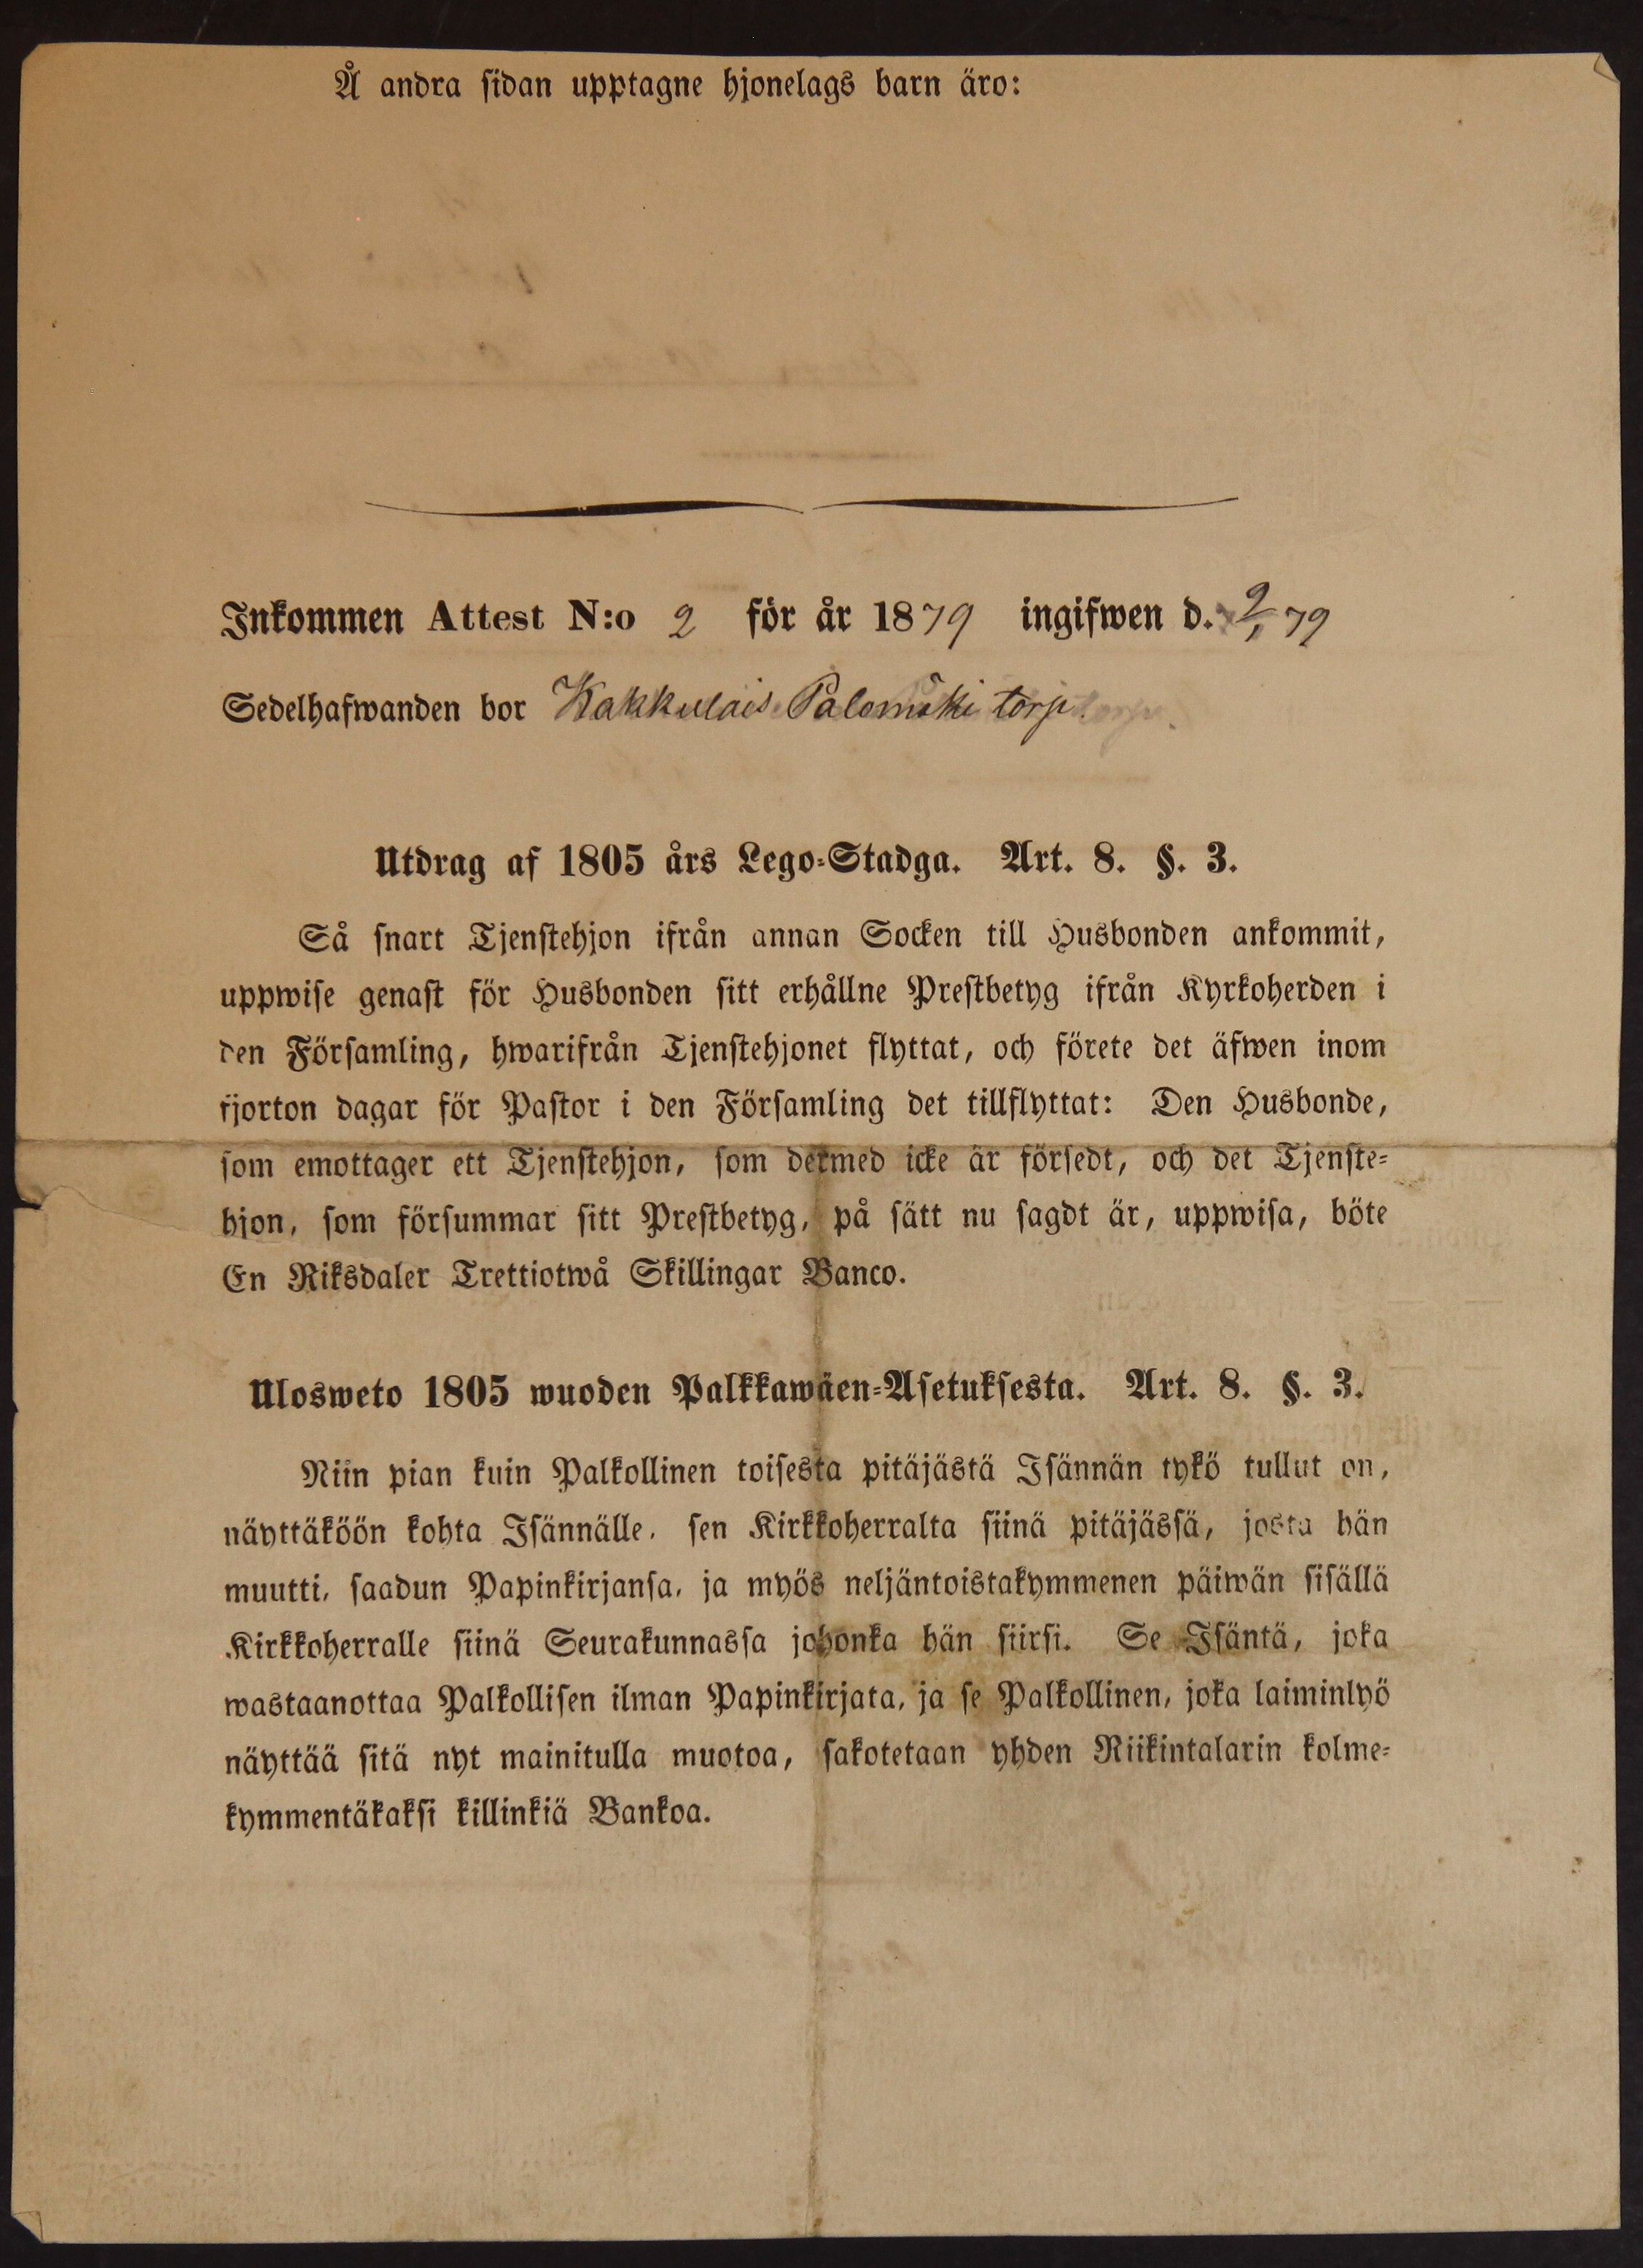 Å andra sidan upptagne hjonelags barn äro:
Inkommen Attest N:o 2 för år 1879 ingifwen d. 2/1 79
Sedelhafwanden bor Kakkulais Palomäki torp.
Utdrag af 1805 års Lego-Stadga. Art. 8. §. 3.
Så snart Tjenstehjon ifrån annan Socken till Husbonden ankommit,
uppwise genast för Husbonden sitt erhållne Prestbetyg ifrån Kyrkoherden i
den Församling, hwarifrån Tjenstehjonet flyttat, och förete det äfwen inom
fjorton dagar för Pastor i den Församling det tillflyttat: Den Husbonde,
som emottager ett Tjenstehjon, som dermed icke är försedt, och det Tjenste-
hjon, som försummar sitt Prestbetyg, på sätt nu sagdt är, uppwisa, böte
En Riksdaler Trettiotwå Skillingar Banco.
Ulosweto 1805 wuoden Palkkawäen-Asetuksesta. Art. 8. §. 3.
Niin pian kuin Palkollinen toisesta pitäjästä Isännän tykö tullut on,
näyttäköön kohta Isännälle, sen Kirkkoherralta siinä pitäjässä, josta hän
muutti, saadun Papinkirjansa, ja myös neljäntoistakymmenen päiwän sisällä
Kirkkoherralle siinä Seurakunnassa johonka hän siirsi. Se Isäntä, joka
wastaanottaa Palkollisen ilman Papinkirjata, ja se Palkollinen, joka laiminlyö
näyttää sitä nyt mainitulla muotoa, sakotetaan yhden Riikintalarin kolme-
kymmentäkaksi killinkiä Bankoa.